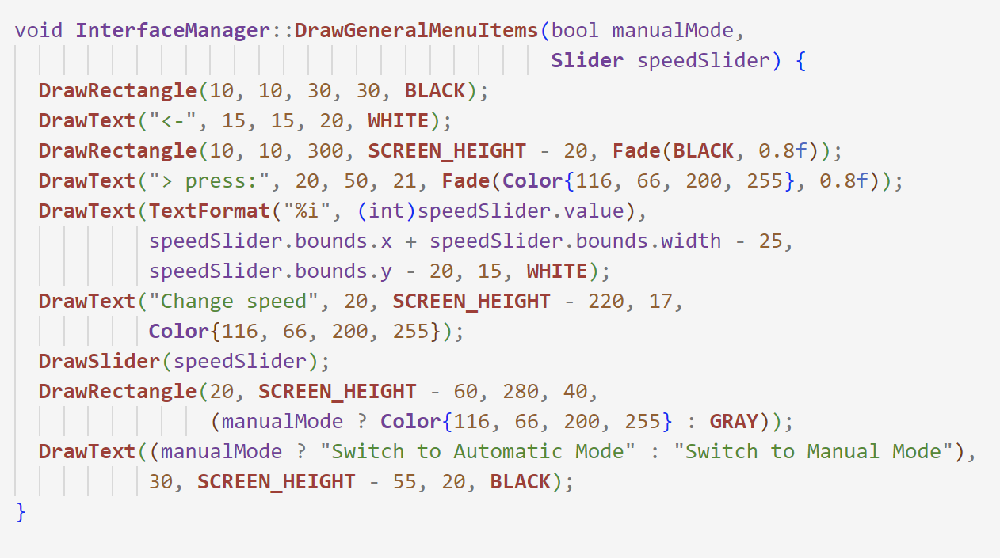 void InterfaceManager::DrawGeneralMenuItems(bool manualMode,
                                            Slider speedSlider) {
  DrawRectangle(10, 10, 30, 30, BLACK);
  DrawText("<-", 15, 15, 20, WHITE);
  DrawRectangle(10, 10, 300, SCREEN_HEIGHT - 20, Fade(BLACK, 0.8f));
  DrawText("> press:", 20, 50, 21, Fade(Color{116, 66, 200, 255}, 0.8f));
  DrawText(TextFormat("%i", (int)speedSlider.value),
           speedSlider.bounds.x + speedSlider.bounds.width - 25,
           speedSlider.bounds.y - 20, 15, WHITE);
  DrawText("Change speed", 20, SCREEN_HEIGHT - 220, 17,
           Color{116, 66, 200, 255});
  DrawSlider(speedSlider);
  DrawRectangle(20, SCREEN_HEIGHT - 60, 280, 40,
                (manualMode ? Color{116, 66, 200, 255} : GRAY));
  DrawText((manualMode ? "Switch to Automatic Mode" : "Switch to Manual Mode"),
           30, SCREEN_HEIGHT - 55, 20, BLACK);
}